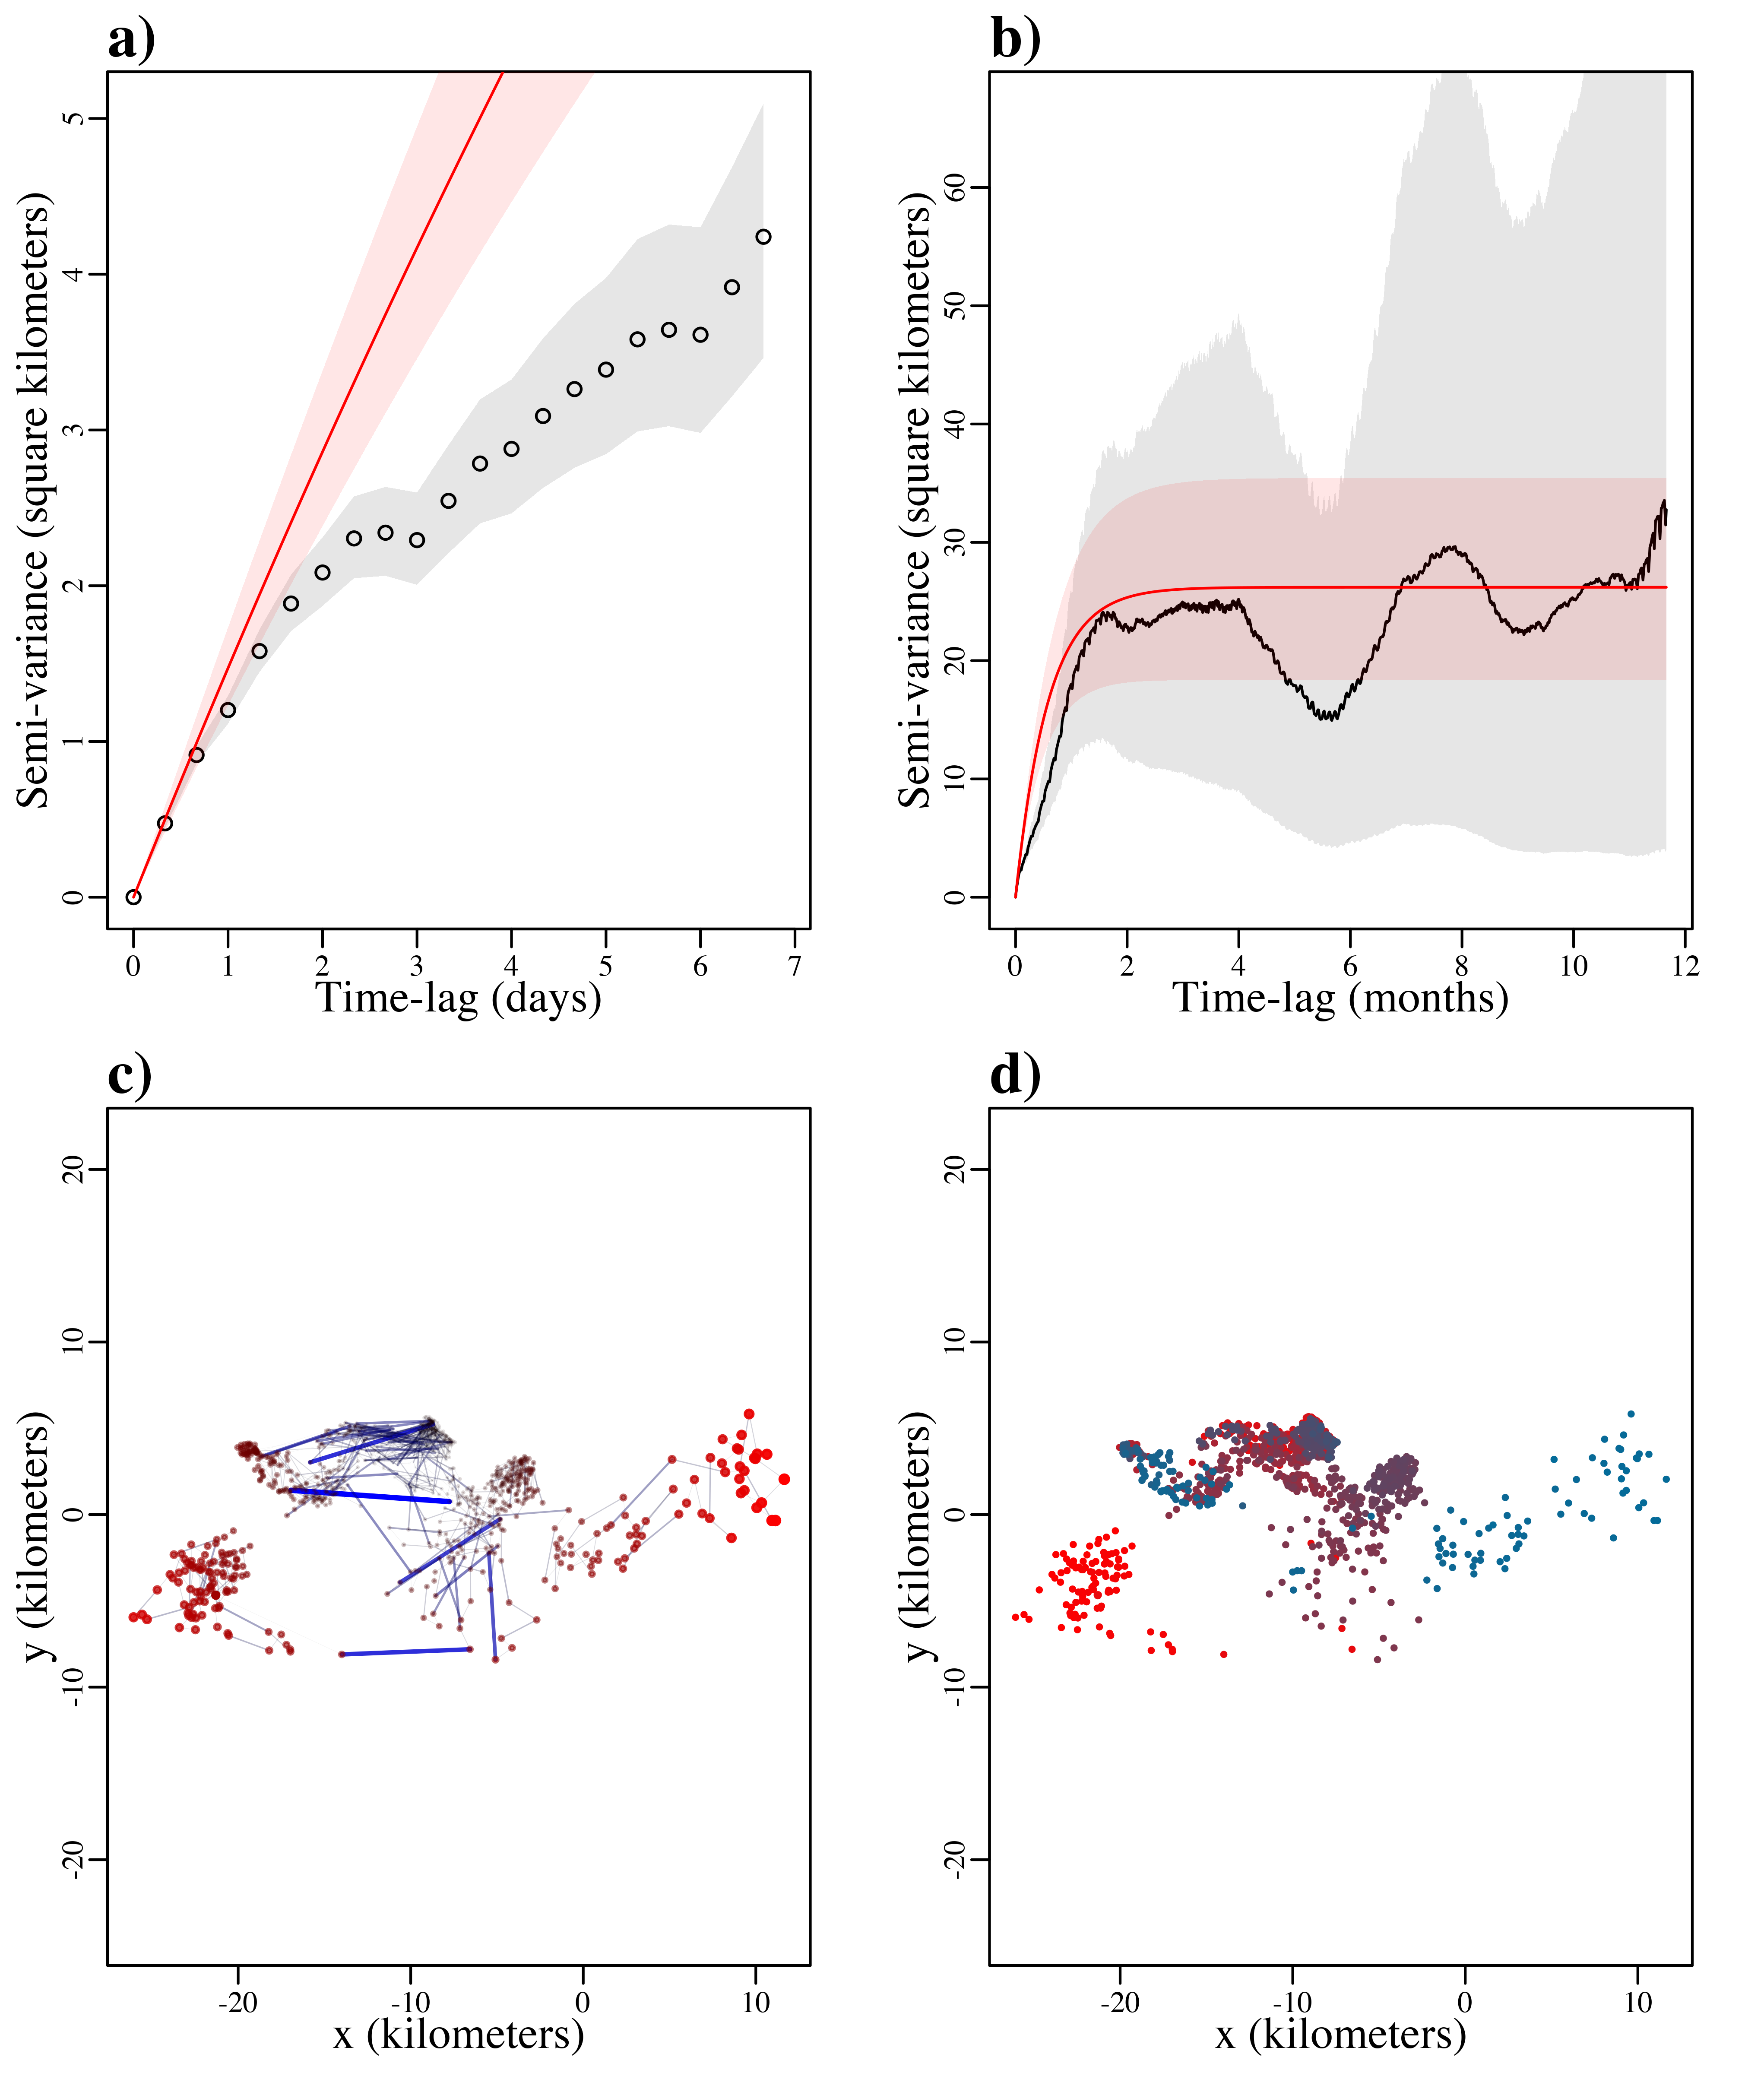 a)
Semi-variance (square kilometers)
5
4
3
2
1
0
0 1 2 3 4 5 6 7
Time-lag (days)
b)
Semi-variance (square kilometers)
60
50
40
30
20
10
0
0 2 4 6 8 10 12
Time-lag (months)
c)
y (kilometers)
20
10
0
-10
-20
-20 -10 0 10
x (kilometers)
d)
y (kilometers)
20
10
0
-10
-20
-20 -10 0 10
x (kilometers)